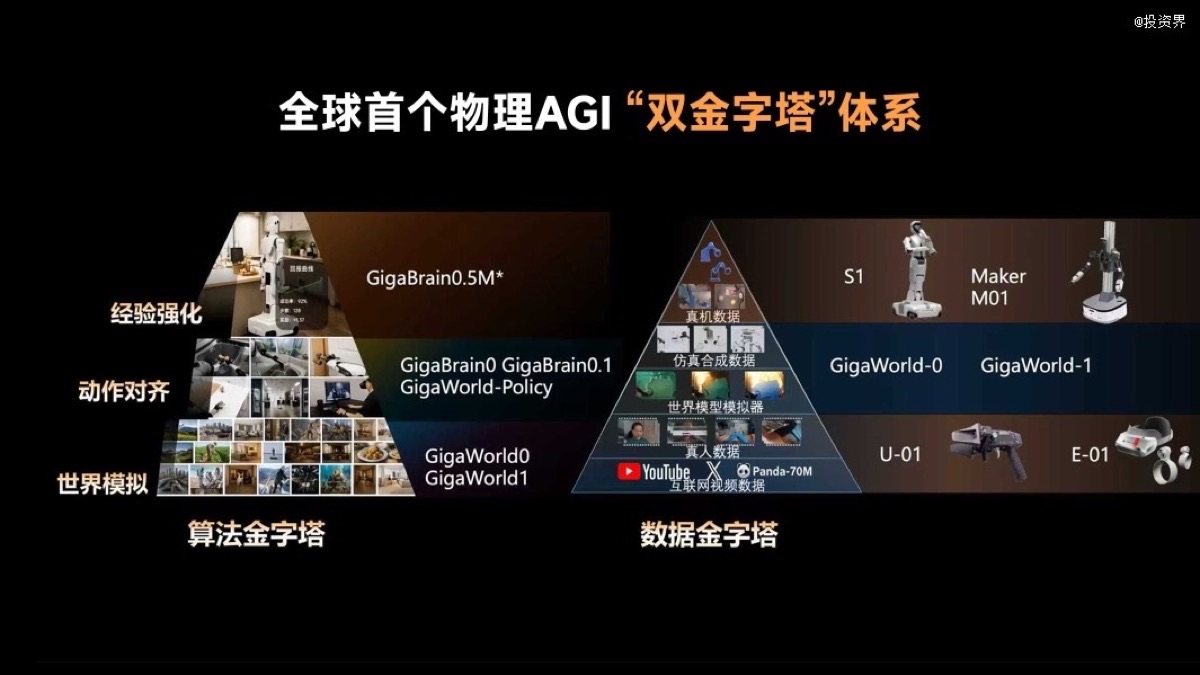 @投资界
全球首个物理AGI“双金字塔”体系
经验强化
动作对齐
世界模拟
GigaBrain0.5M*
GigaBrain0 GigaBrain0.1
GigaWorld-Policy
GigaWorld0
GigaWorld1
算法金字塔
真机数据
仿真合成数据
世界模型模拟器
真人数据
YouTube X Panda-70M
互联网视频数据
S1
Maker
M01
GigaWorld-0
GigaWorld-1
U-01
E-01
数据金字塔